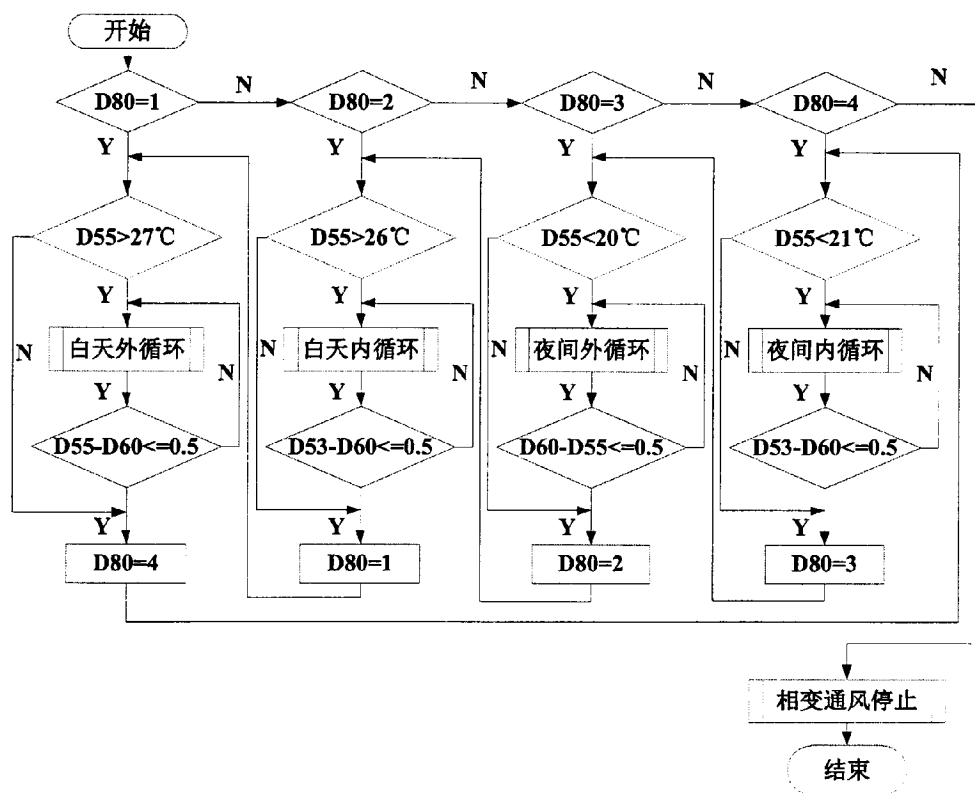 开始
D80=1
N
D80=2
N
D80=3
N
D80=4
N
Y
Y
Y
Y
D55>27℃
D55>26℃
D55<20℃
D55<21℃
Y
Y
Y
Y
N
白天外循环
N
N
白天内循环
N
N
夜间外循环
N
N
夜间内循环
N
Y
Y
Y
Y
D55-D60<=0.5
D53-D60<=0.5
D60-D55<=0.5
D53-D60<=0.5
Y
Y
Y
Y
D80=4
D80=1
D80=2
D80=3
相变通风停止
结束